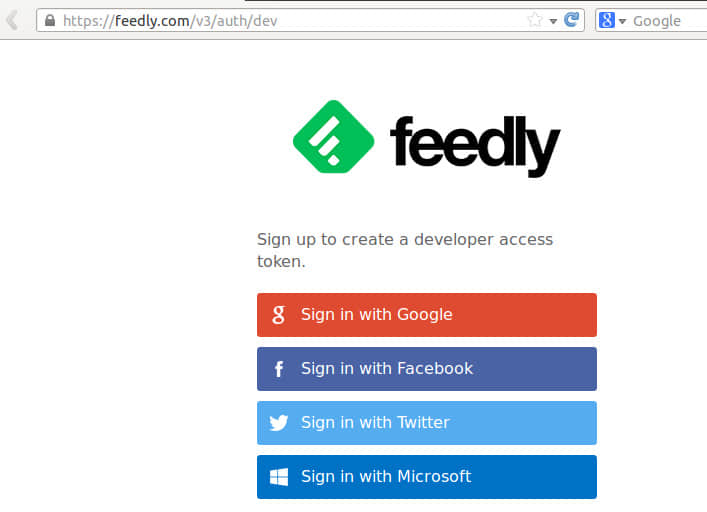 https://feedly.com/v3/auth/dev
Google
feedly
Sign up to create a developer access
token.
Sign in with Google
Sign in with Facebook
Sign in with Twitter
Sign in with Microsoft